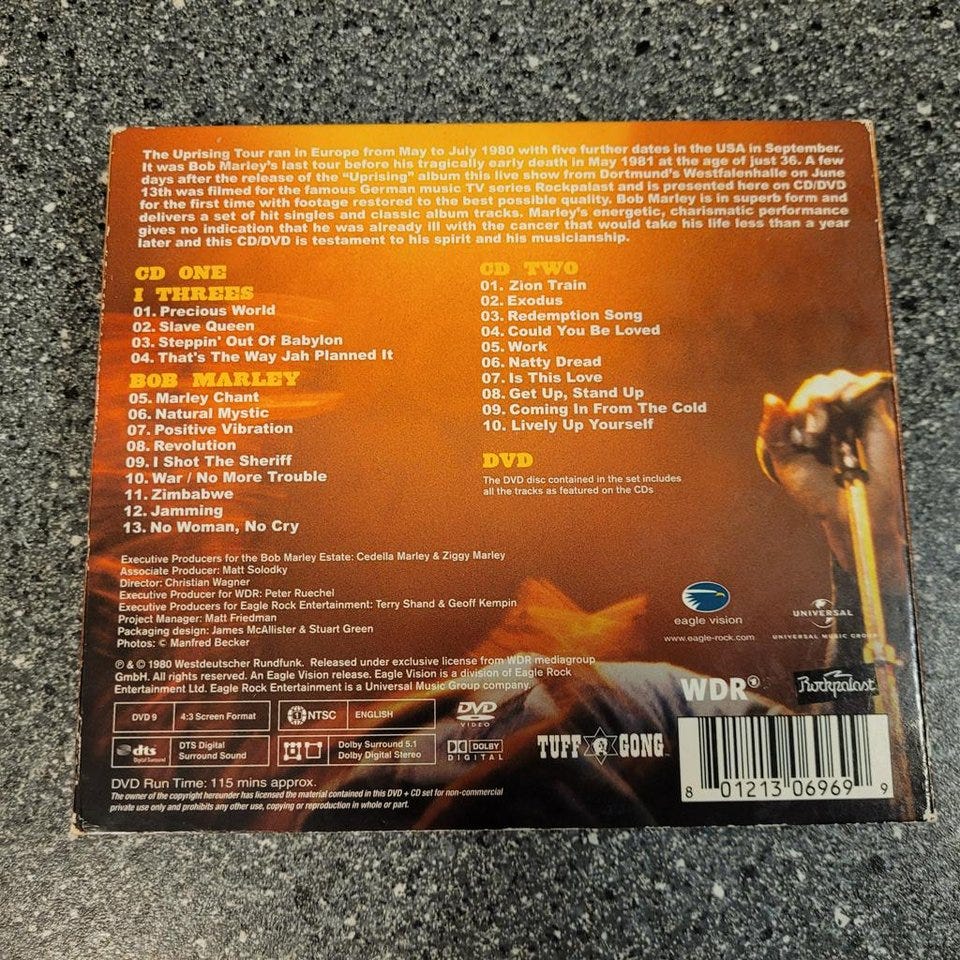 The Uprising Tour ran in Europe from May to July 1980 with five further dates in the USA in September.
It was Bob Marley's last tour before his tragically early death in May 1981 at the age of just 36. A few
days after the release of the "Uprising" album this live show from Dortmund's Westfalenhalle on June
13th was filmed for the famous German music TV series Rockpalast and is presented here on CD/DVD
for the first time with footage restored to the best possible quality. Bob Marley is in superb form and
delivers a set of hit singles and classic album tracks. Marley's energetic, charismatic performance
gives no indication that he was already ill with the cancer that would take his life less than a year
later and this CD/DVD is testament to his spirit and his musicianship.
CD ONE
I THREES
01. Precious World
02. Slave Queen
03. Steppin' Out Of Babylon
04. That's The Way Jah Planned It
BOB MARLEY
05. Marley Chant
06. Natural Mystic
07. Positive Vibration
08. Revolution
09. I Shot The Sheriff
10. War / No More Trouble
11. Zimbabwe
12. Jamming
13. No Woman, No Cry
CD TWO
01. Zion Train
02. Exodus
03. Redemption Song
04. Could You Be Loved
05. Work
06. Natty Dread
07. Is This Love
08. Get Up, Stand Up
09. Coming In From The Cold
10. Lively Up Yourself
DVD
The DVD disc contained in the set includes
all the tracks as featured on the CDs
Executive Producers for the Bob Marley Estate: Cedella Marley & Ziggy Marley
Associate Producer: Matt Solodky
Director: Christian Wagner
Executive Producer for WDR: Peter Ruechel
Executive Producers for Eagle Rock Entertainment: Terry Shand & Geoff Kempin
Project Manager: Matt Friedman
Packaging design: James McAllister & Stuart Green
Photos: © Manfred Becker
℗ & © 1980 Westdeutscher Rundfunk. Released under exclusive license from WDR mediagroup
GmbH. All rights reserved. An Eagle Vision release. Eagle Vision is a division of Eagle Rock
Entertainment Ltd. Eagle Rock Entertainment is a Universal Music Group company.
eagle vision
www.eagle-rock.com
UNIVERSAL
UNIVERSAL MUSIC GROUP
WDR
Rockpalast
DVD 9
4:3 Screen Format
1 NTSC
ENGLISH
DVD
VIDEO
dts
Digital Surround
DTS Digital
Surround Sound
Dolby Surround 5.1
Dolby Digital Stereo
DOLBY
DIGITAL
TUFF GONG
DVD Run Time: 115 mins approx.
The owner of the copyright hereunder has licensed the material contained in this DVD + CD set for non-commercial
private use only and prohibits any other use, copying or reproduction in whole or part.
8 01213 06969 9